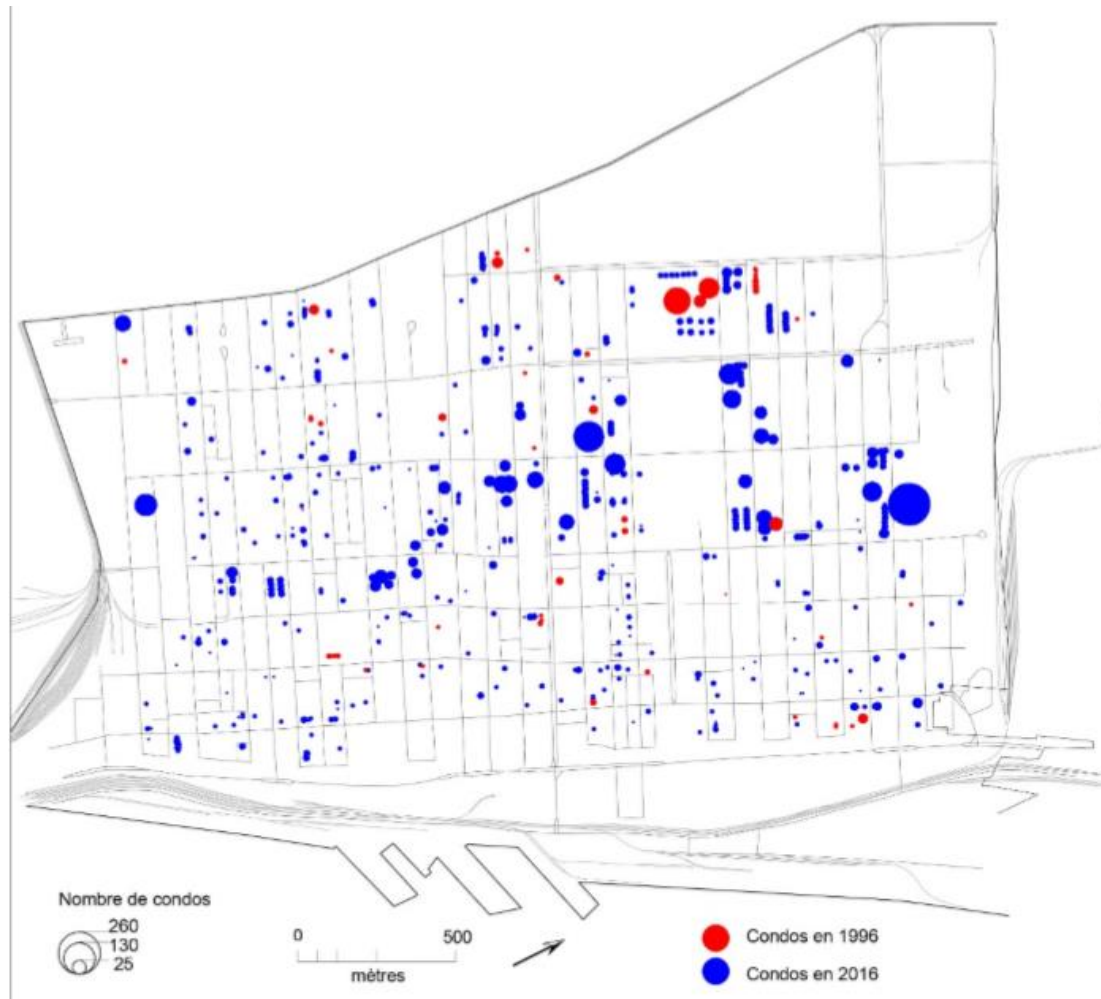 Nombre de condos
260
130
25
0 500
mètres
Condos en 1996
Condos en 2016